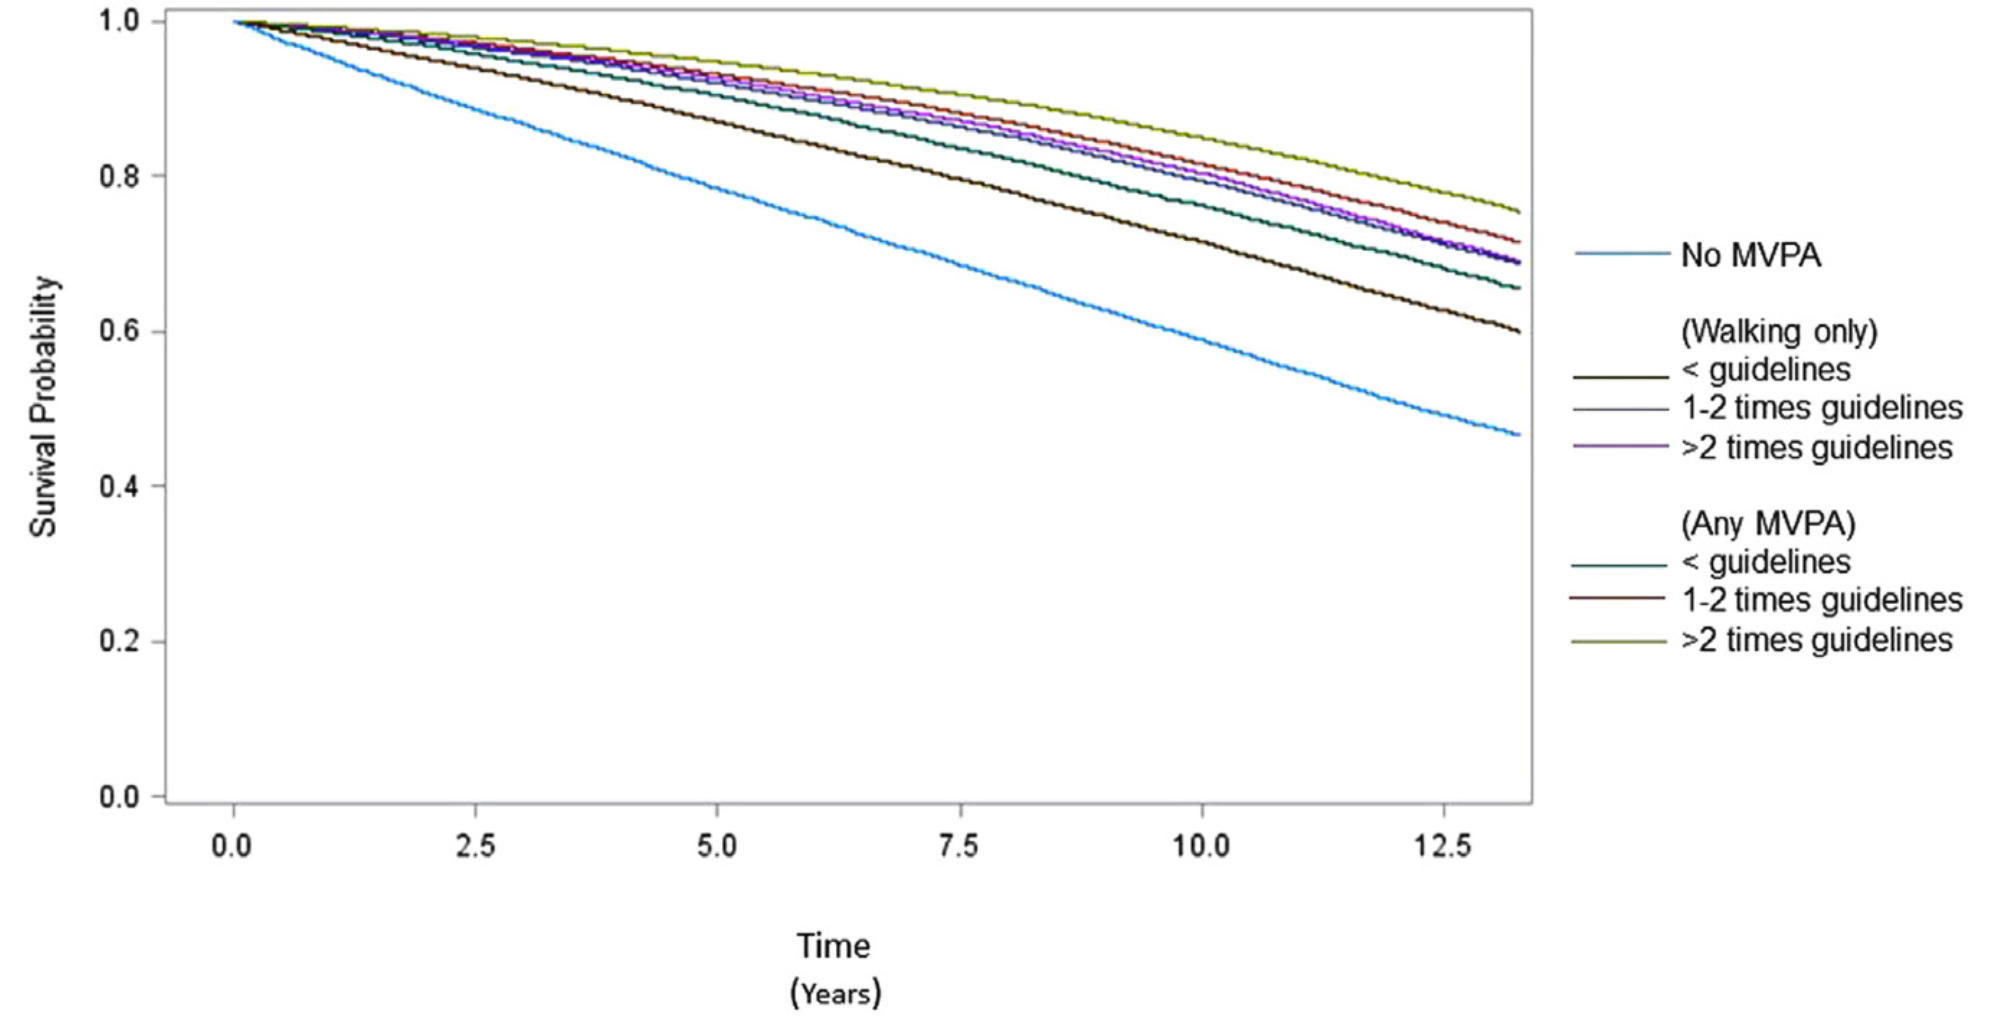 1.0
0.8
0.6
0.4
0.2
0.0
Survival Probability
0.0 2.5 5.0 7.5 10.0 12.5
Time
(Years)
No MVPA
(Walking only)
< guidelines
1-2 times guidelines
>2 times guidelines
(Any MVPA)
< guidelines
1-2 times guidelines
>2 times guidelines